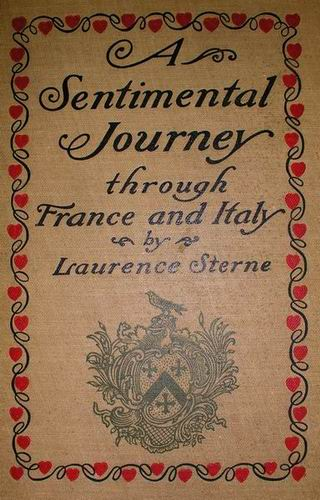 A
Sentimental
Journey
through
France and Italy
by
Laurence Sterne